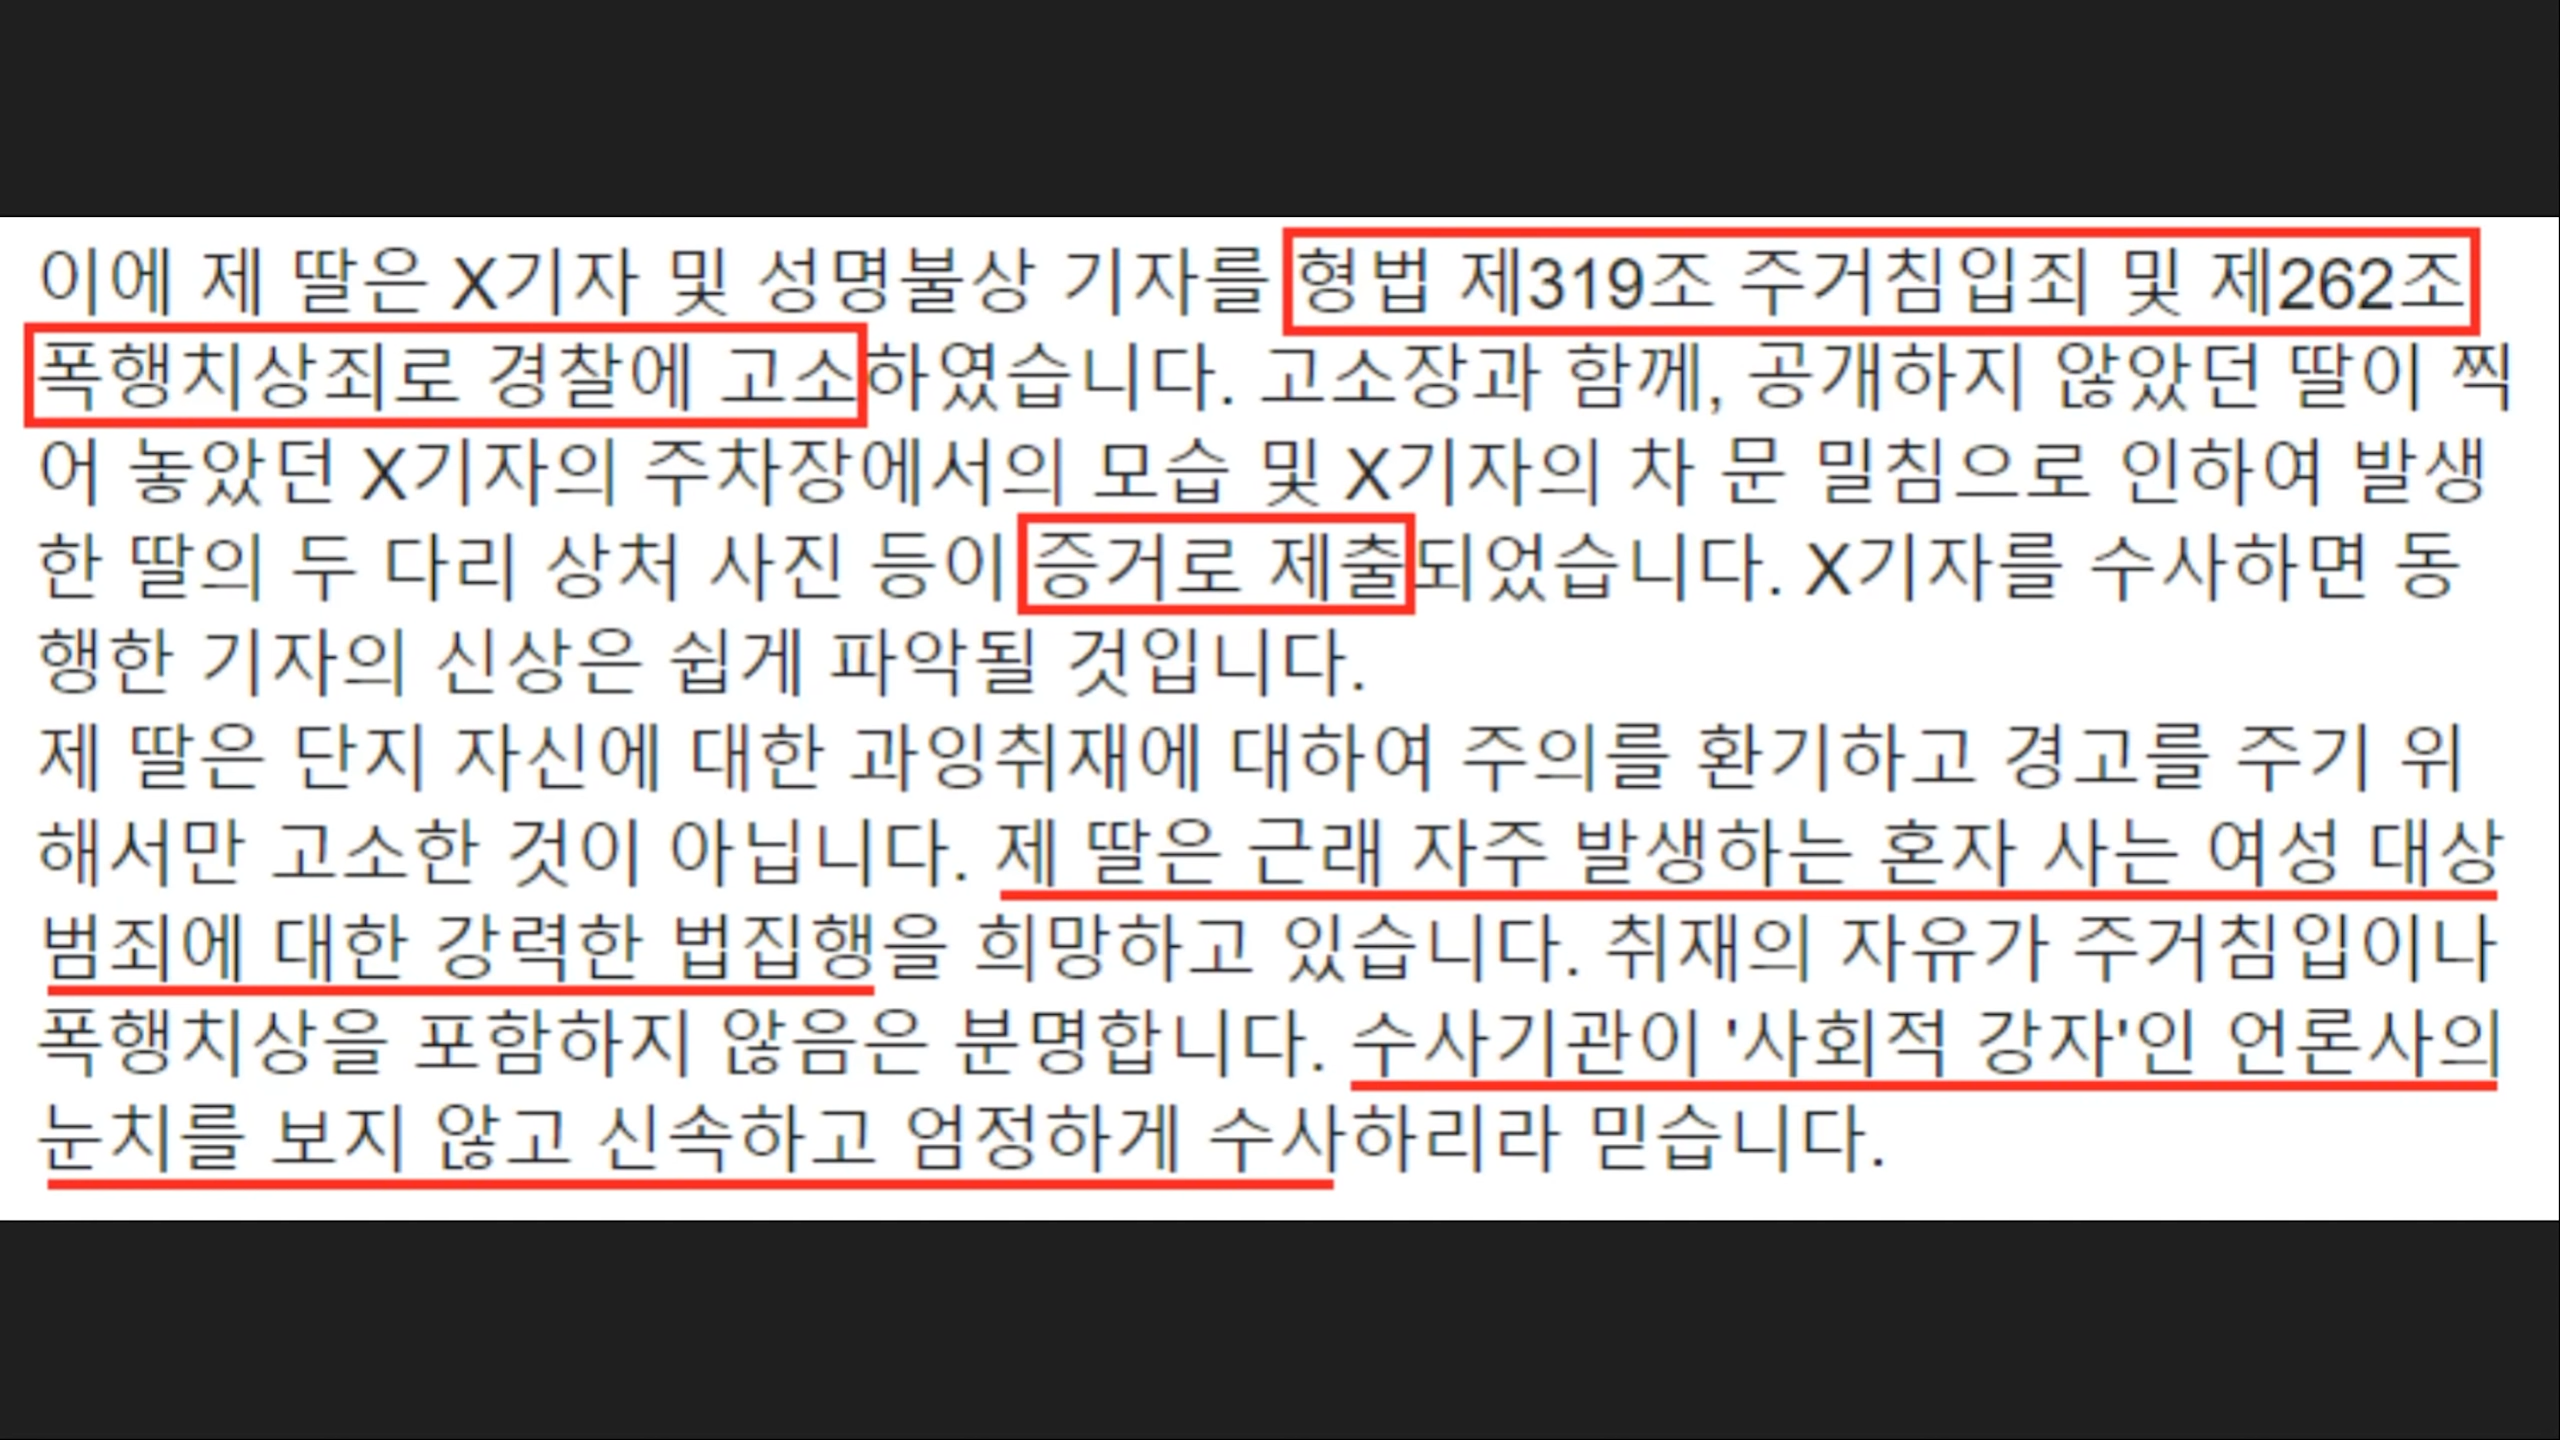 이에 제 딸은 X기자 및 성명불상 기자를 형법 제319조 주거침입죄 및 제262조
폭행치상죄로 경찰에 고소하였습니다. 고소장과 함께, 공개하지 않았던 딸이 찍
어 놓았던 X기자의 주차장에서의 모습 및 X기자의 차 문 밀침으로 인하여 발생
한 딸의 두 다리 상처 사진 등이 증거로 제출되었습니다. X기자를 수사하면 동
행한 기자의 신상은 쉽게 파악될 것입니다.
제 딸은 단지 자신에 대한 과잉취재에 대하여 주의를 환기하고 경고를 주기 위
해서만 고소한 것이 아닙니다. 제 딸은 근래 자주 발생하는 혼자 사는 여성 대상
범죄에 대한 강력한 법집행을 희망하고 있습니다. 취재의 자유가 주거침입이나
폭행치상을 포함하지 않음은 분명합니다. 수사기관이 '사회적 강자'인 언론사의
눈치를 보지 않고 신속하고 엄정하게 수사하리라 믿습니다.